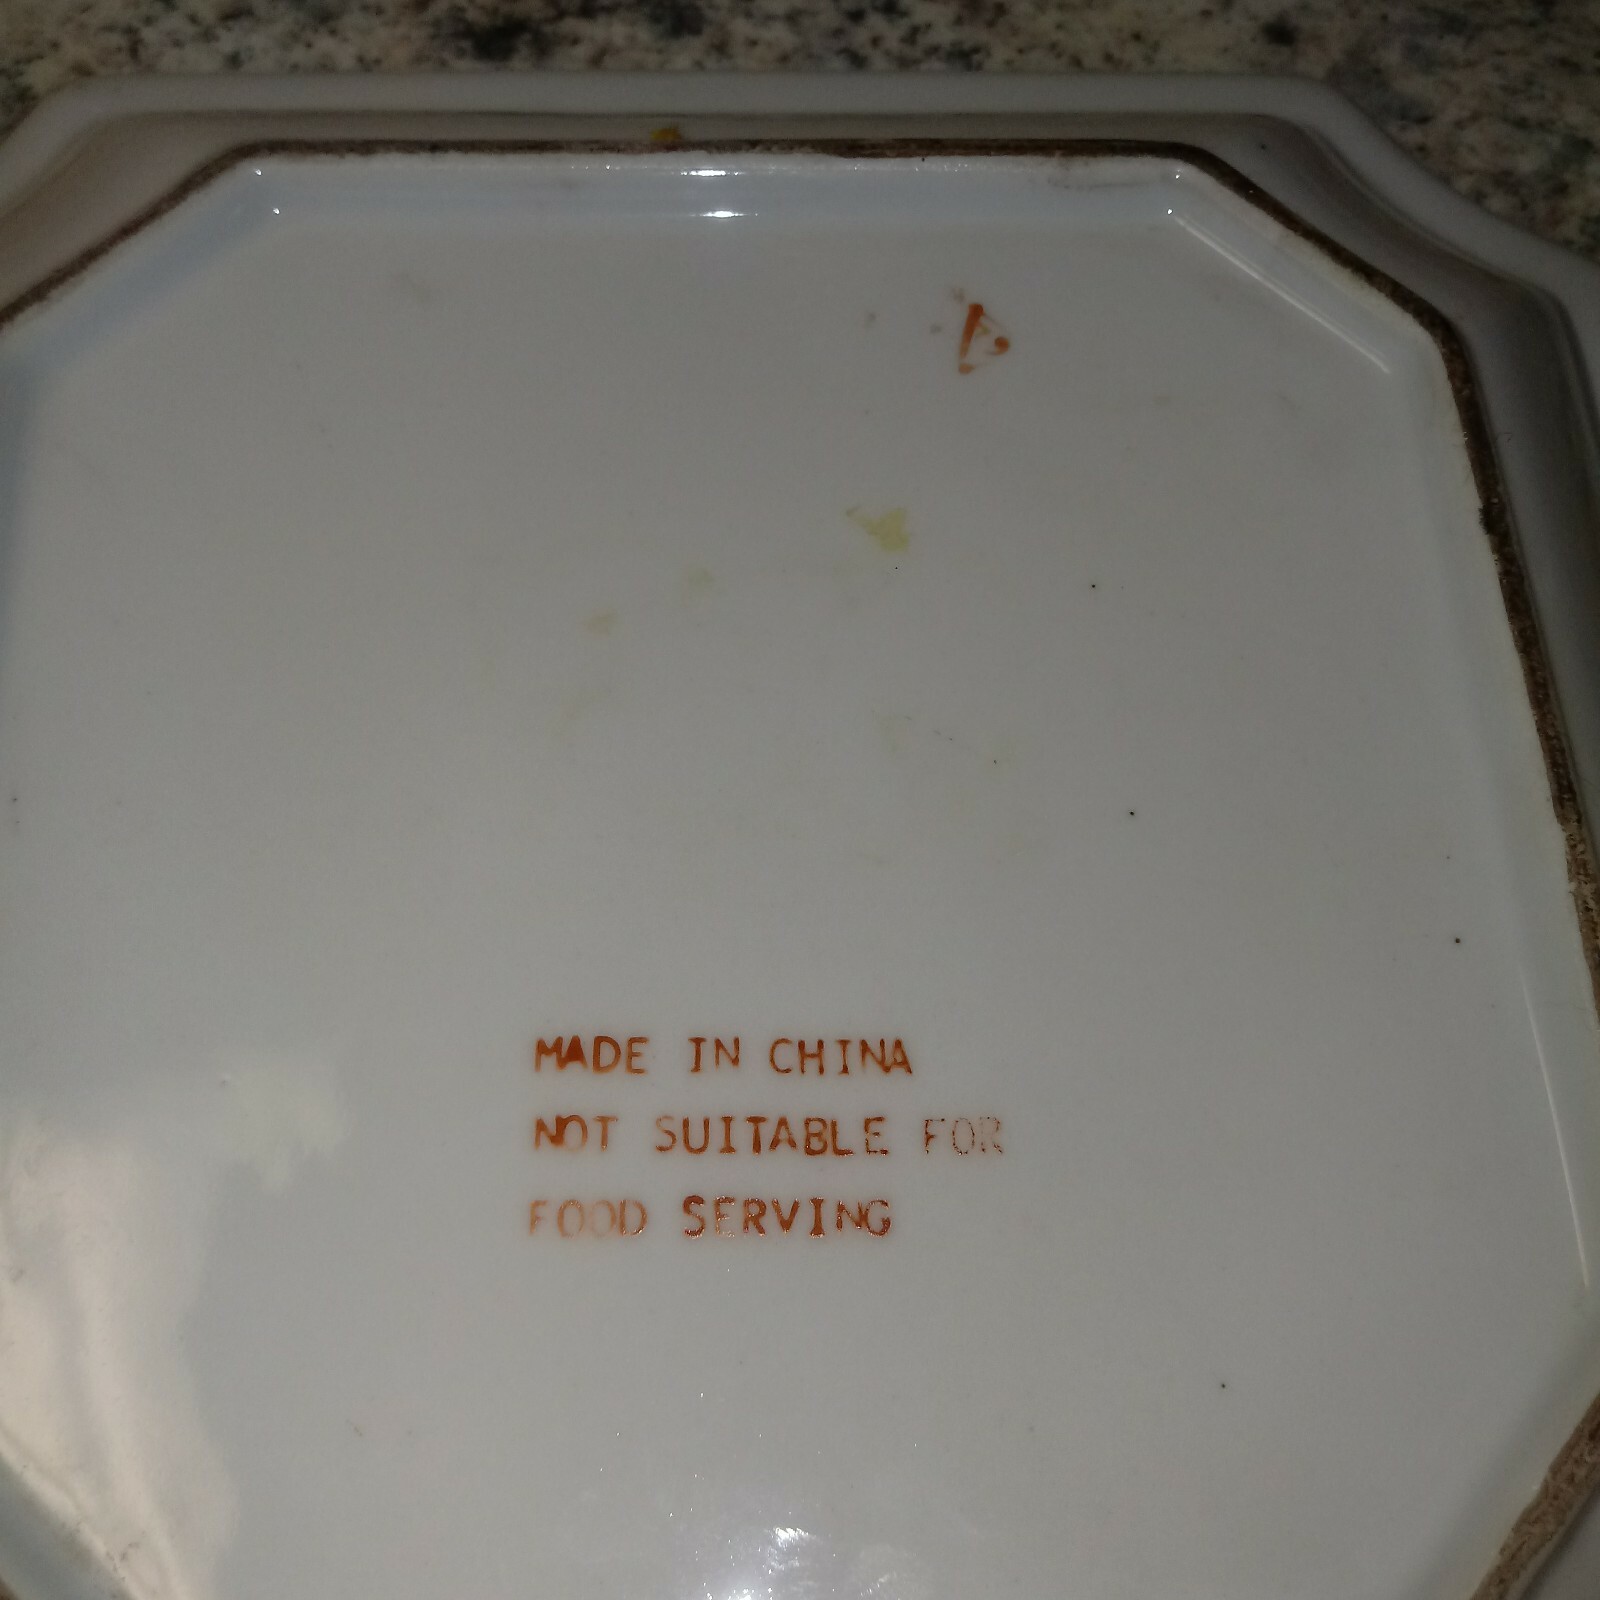 MADE IN CHINA
NOT SUITABLE FOR
FOOD SERVING